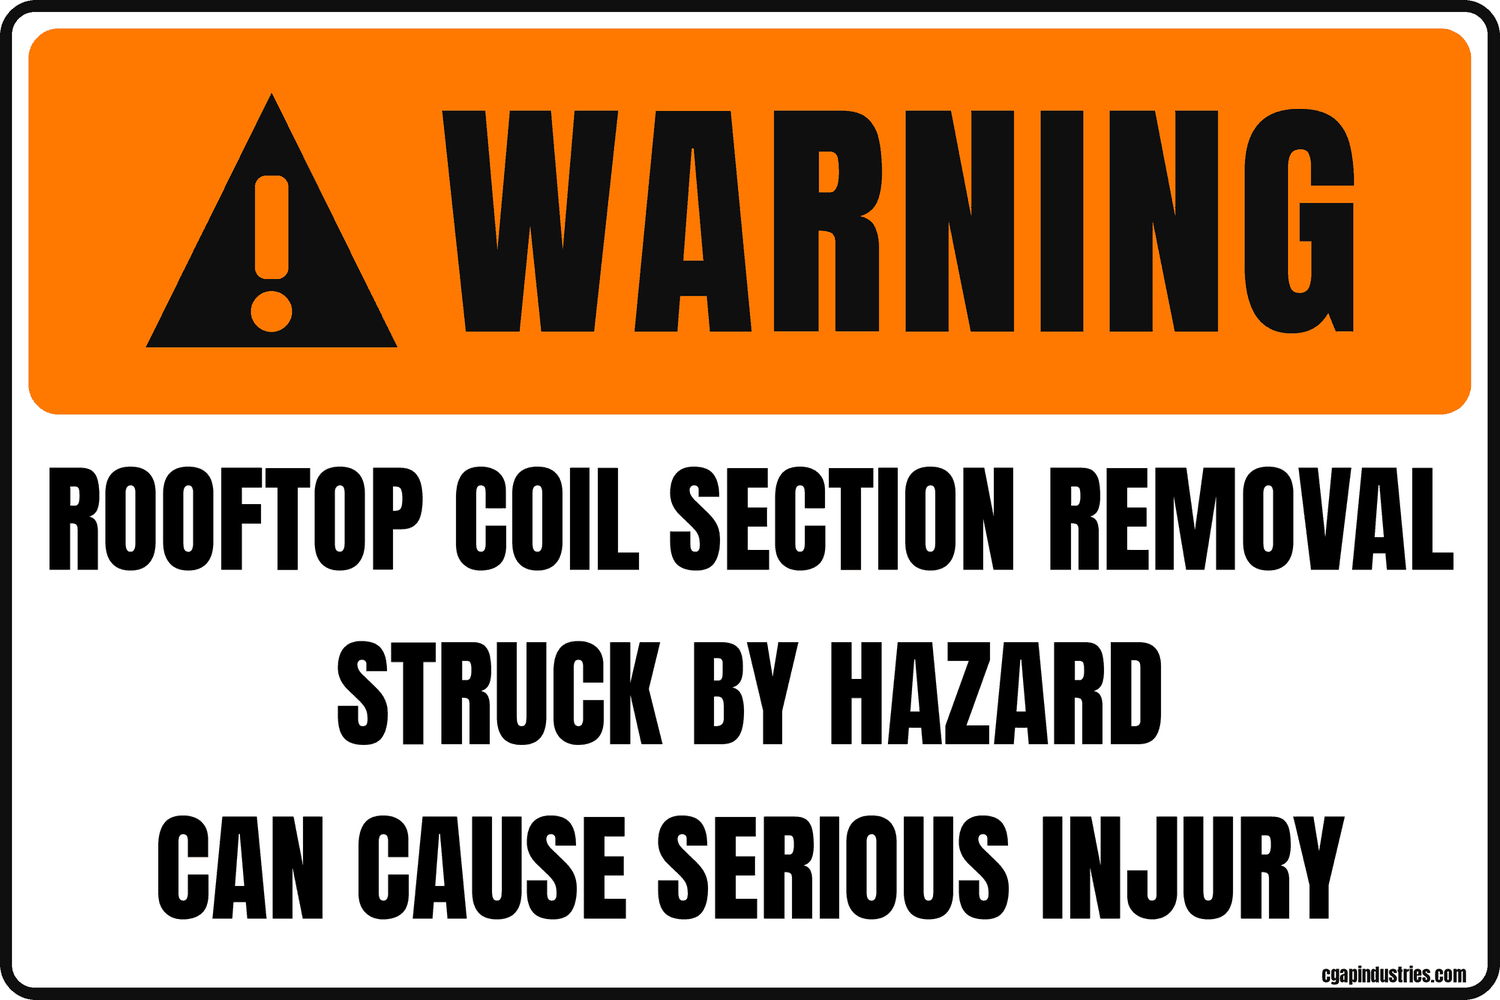 WARNING
ROOFTOP COIL SECTION REMOVAL
STRUCK BY HAZARD
CAN CAUSE SERIOUS INJURY
cgapindustries.com